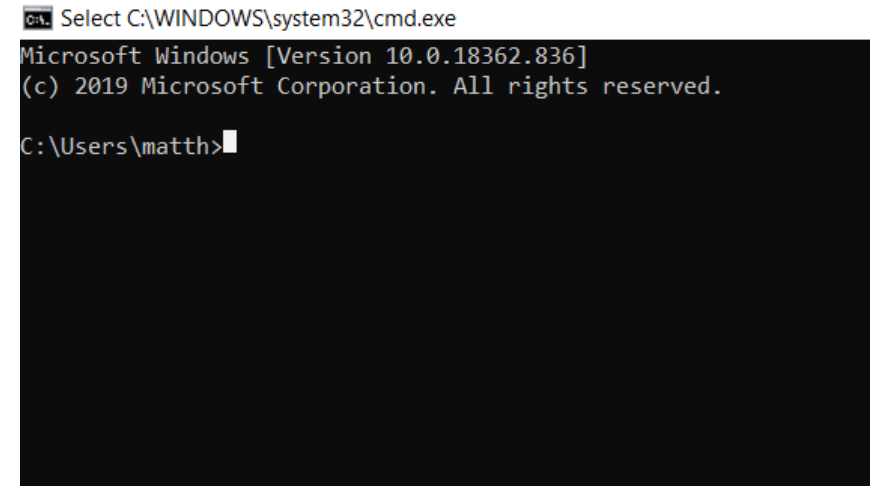 Select C:\WINDOWS\system32\cmd.exe
Microsoft Windows [Version 10.0.18362.836]
(c) 2019 Microsoft Corporation. All rights reserved.
C:\Users\matth>